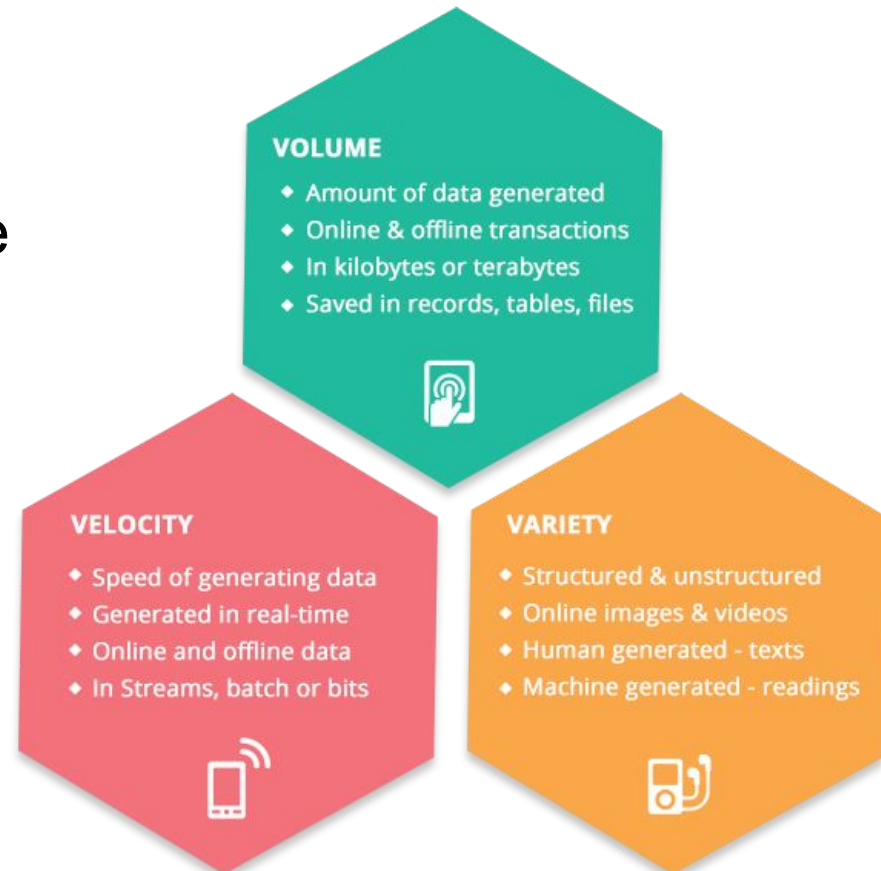 e
VOLUME
◆ Amount of data generated
◆ Online & offline transactions
◆ In kilobytes or terabytes
◆ Saved in records, tables, files
VELOCITY
◆ Speed of generating data
◆ Generated in real-time
◆ Online and offline data
◆ In Streams, batch or bits
VARIETY
◆ Structured & unstructured
◆ Online images & videos
◆ Human generated - texts
◆ Machine generated - readings